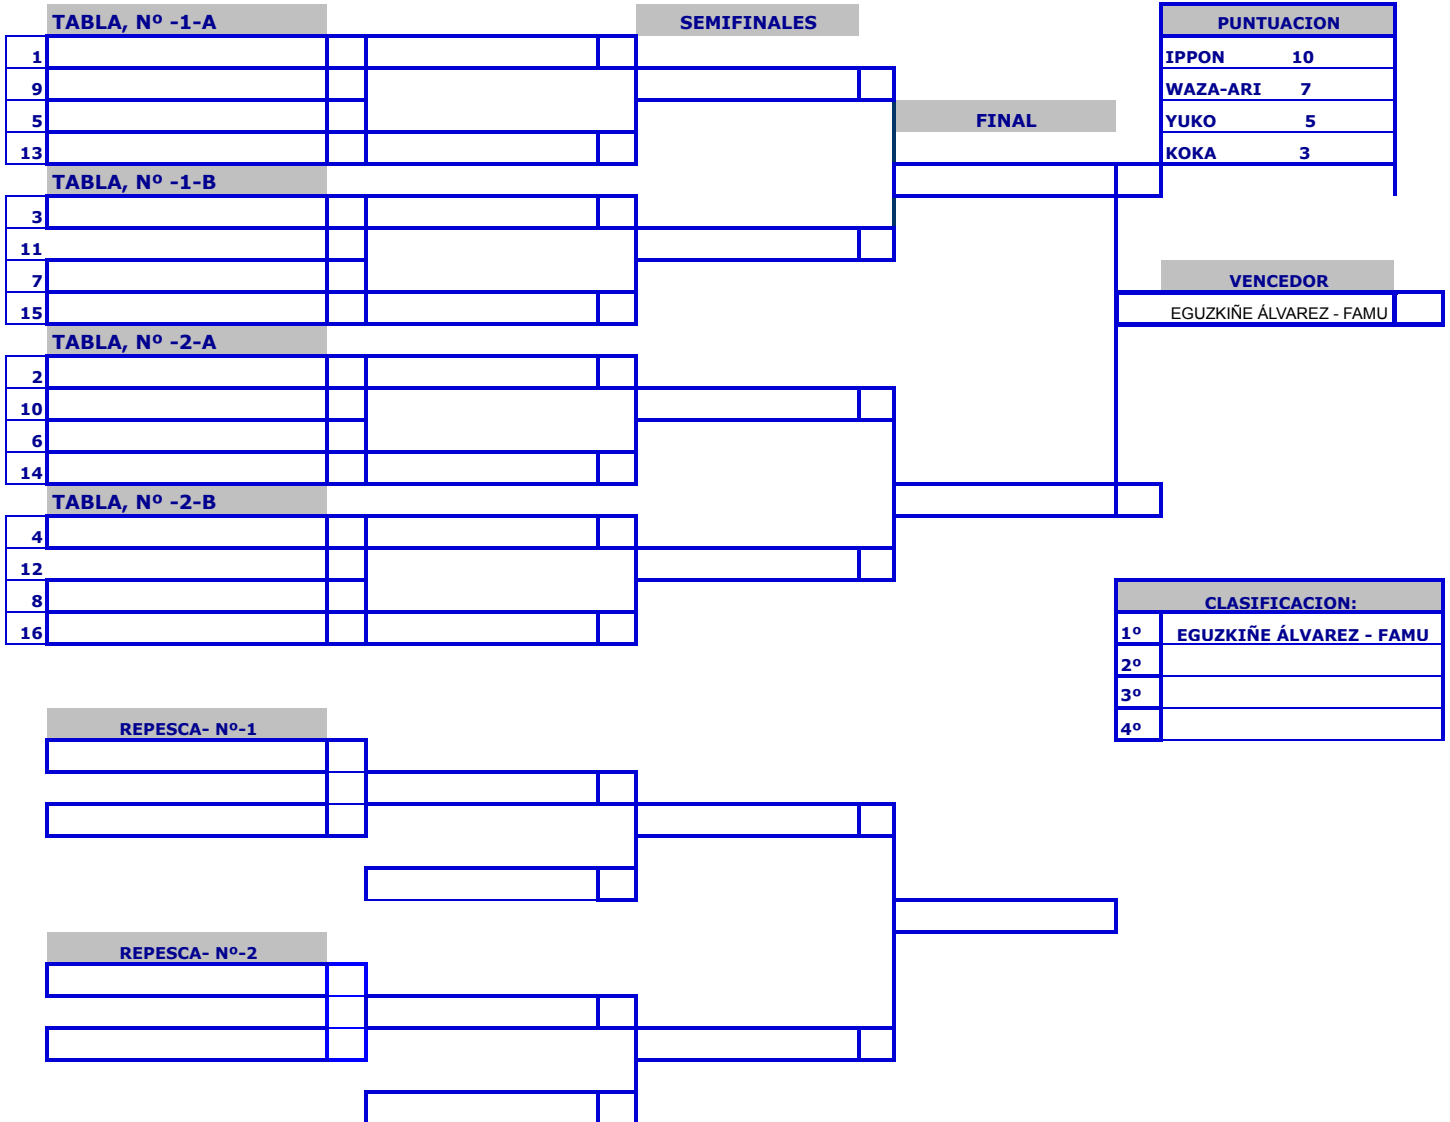 TABLA, Nº -1-A
SEMIFINALES
PUNTUACION
1
IPPON 10
9
WAZA-ARI 7
5
FINAL
YUKO 5
13
KOKA 3
TABLA, Nº -1-B
3
11
7
VENCEDOR
15
EGUZKIÑE ÁLVAREZ - FAMU
TABLA, Nº -2-A
2
10
6
14
TABLA, Nº -2-B
4
12
8
CLASIFICACION:
16
1º EGUZKIÑE ÁLVAREZ - FAMU
2º
3º
4º
REPESCA- Nº-1
REPESCA- Nº-2